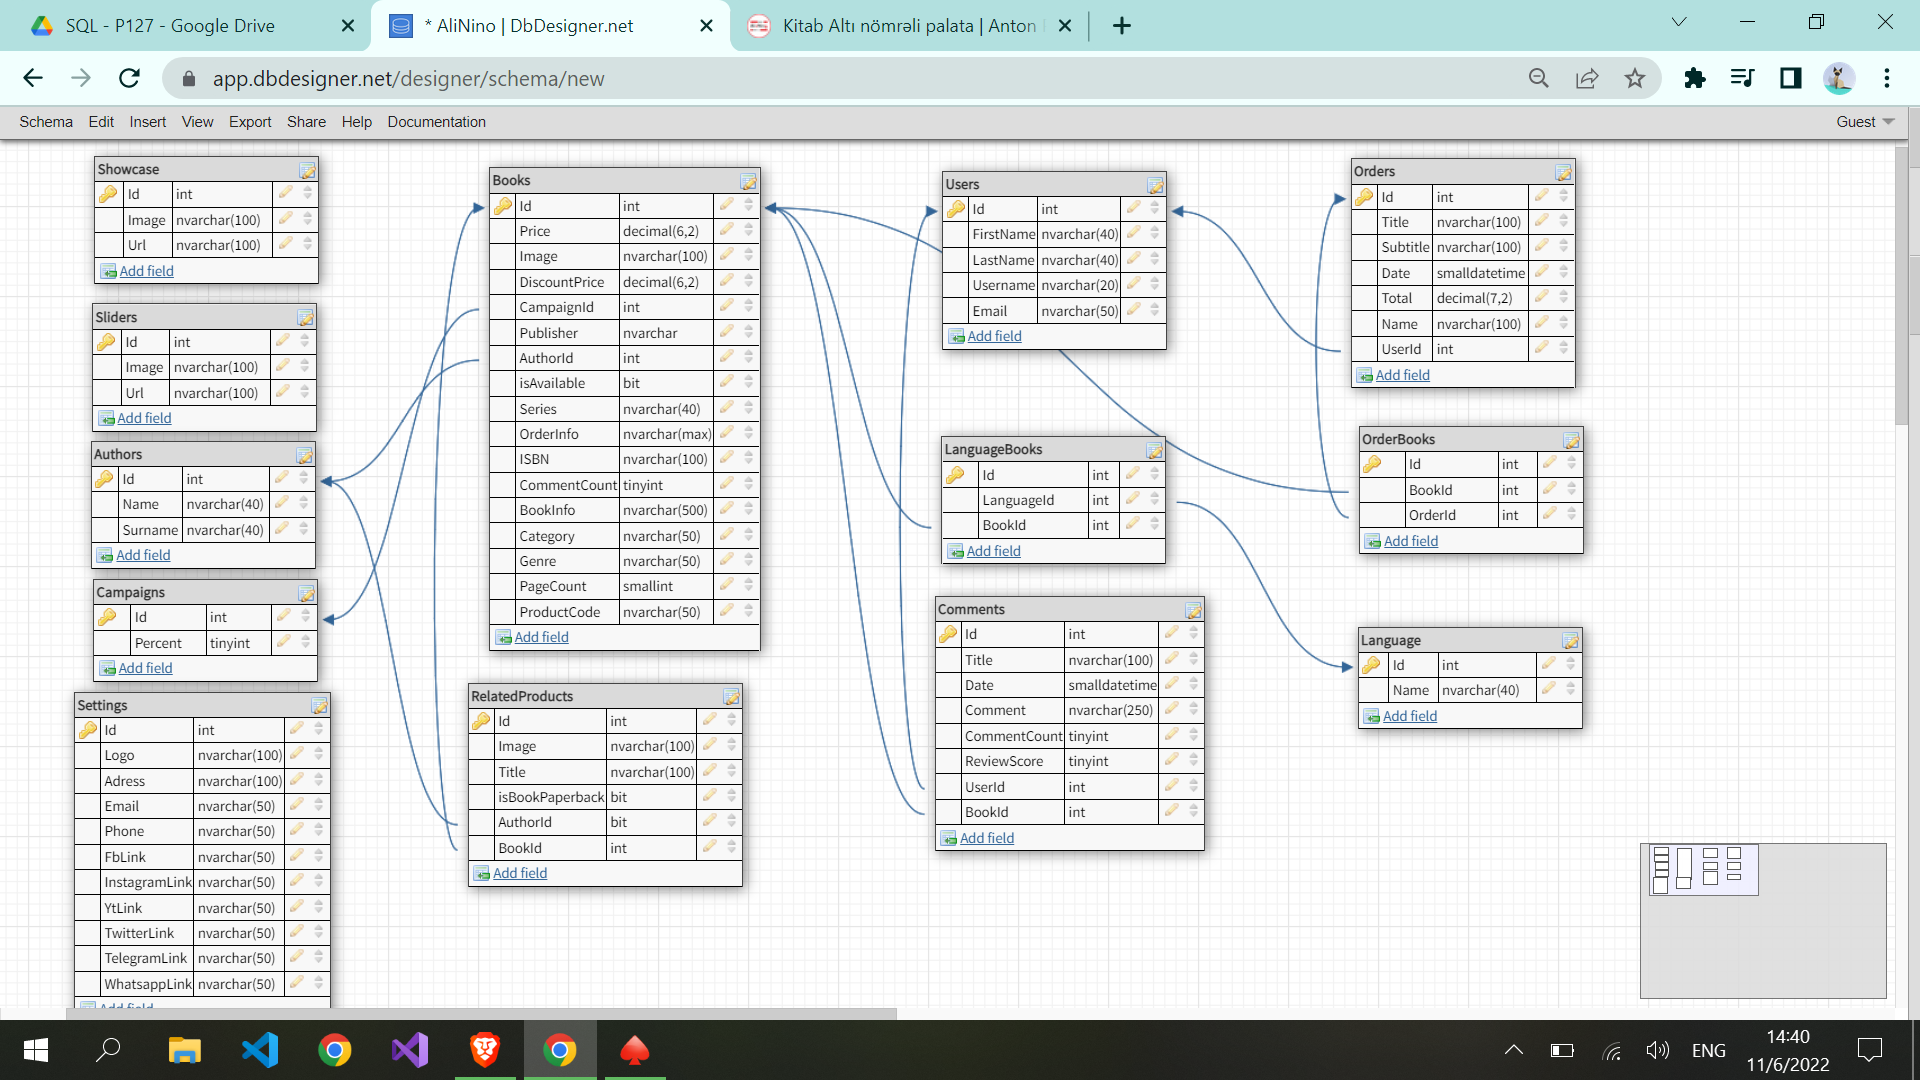 SQL - P127 - Google Drive
* AliNino | DbDesigner.net
Kitab Altı nömrəli palata | Anton
app.dbdesigner.net/designer/schema/new
Schema Edit Insert View Export Share Help Documentation
Guest
Showcase
Id int
Image nvarchar(100)
Url nvarchar(100)
Add field
Sliders
Id int
Image nvarchar(100)
Url nvarchar(100)
Add field
Authors
Id int
Name nvarchar(40)
Surname nvarchar(40)
Add field
Campaigns
Id int
Percent tinyint
Add field
Settings
Id int
Logo nvarchar(100)
Adress nvarchar(100)
Email nvarchar(50)
Phone nvarchar(50)
FbLink nvarchar(50)
InstagramLink nvarchar(50)
YtLink nvarchar(50)
TwitterLink nvarchar(50)
TelegramLink nvarchar(50)
WhatsappLink nvarchar(50)
Add field
Books
Id int
Price decimal(6,2)
Image nvarchar(100)
DiscountPrice decimal(6,2)
CampaignId int
Publisher nvarchar
AuthorId int
isAvailable bit
Series nvarchar(40)
OrderInfo nvarchar(max)
ISBN nvarchar(100)
CommentCount tinyint
BookInfo nvarchar(500)
Category nvarchar(50)
Genre nvarchar(50)
PageCount smallint
ProductCode nvarchar(50)
Add field
RelatedProducts
Id int
Image nvarchar(100)
Title nvarchar(100)
isBookPaperback bit
AuthorId bit
BookId int
Add field
Users
Id int
FirstName nvarchar(40)
LastName nvarchar(40)
Username nvarchar(20)
Email nvarchar(50)
Add field
LanguageBooks
Id int
LanguageId int
BookId int
Add field
Comments
Id int
Title nvarchar(100)
Date smalldatetime
Comment nvarchar(250)
CommentCount tinyint
ReviewScore tinyint
UserId int
BookId int
Add field
Orders
Id int
Title nvarchar(100)
Subtitle nvarchar(100)
Date smalldatetime
Total decimal(7,2)
Name nvarchar(100)
UserId int
Add field
OrderBooks
Id int
BookId int
OrderId int
Add field
Language
Id int
Name nvarchar(40)
Add field
ENG
14:40
11/6/2022